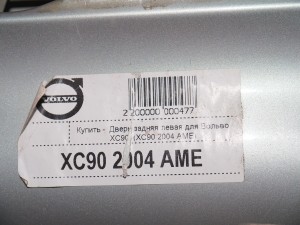 VOLVO
2 200000 000477
Купить - Дверь задняя левая для Вольво
XC90 (XC90 2004 AME)
XC90 2004 AME